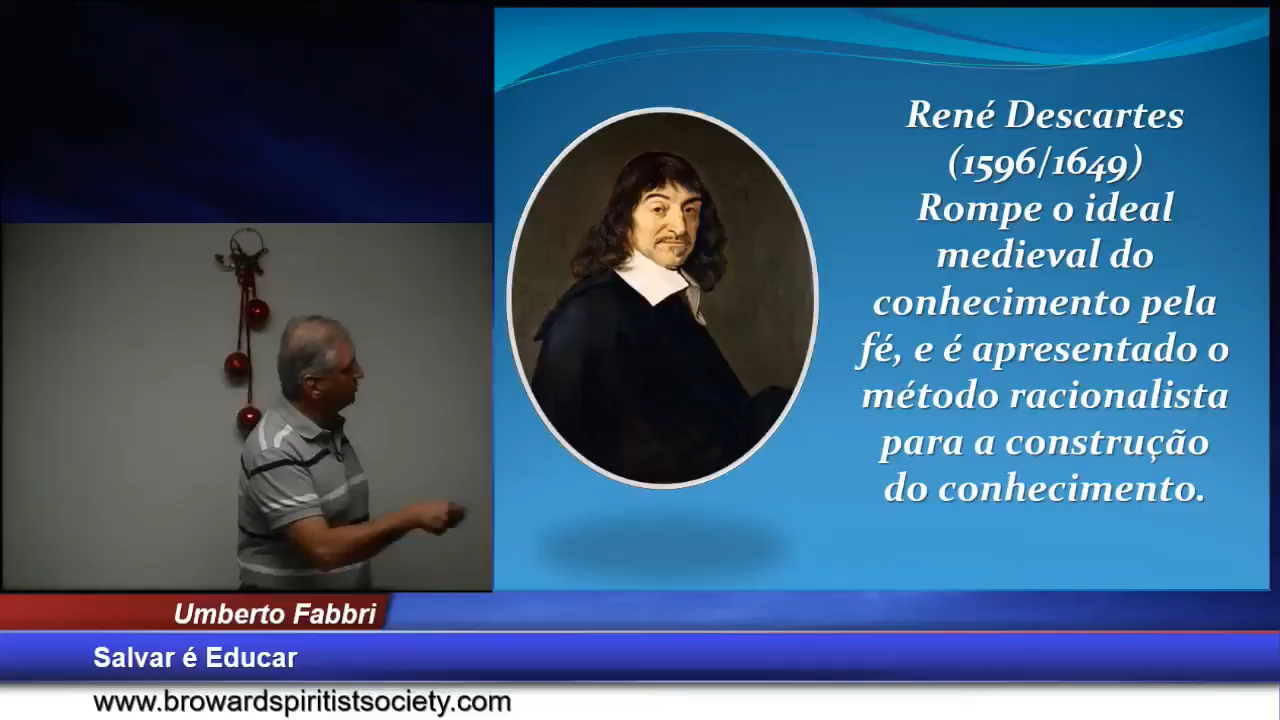 René Descartes
(1596/1649)
Rompe o ideal
medieval do
conhecimento pela
fé, e é apresentado o
método racionalista
para a construção
do conhecimento.
Umberto Fabbri
Salvar é Educar
www.browardspiritistsociety.com